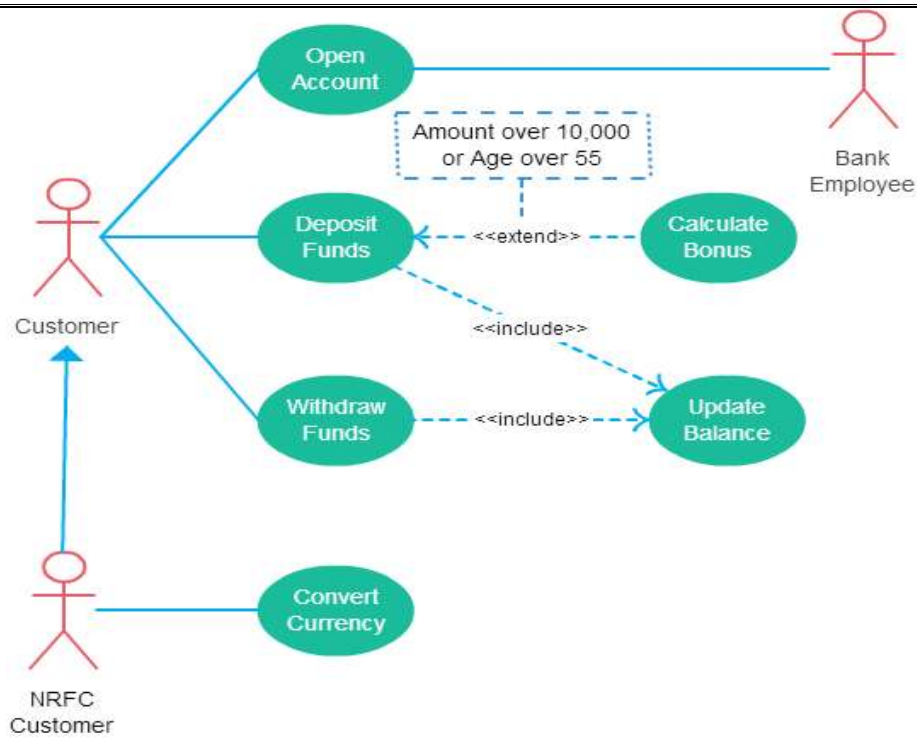 Open
Account
Amount over 10,000
or Age over 55
Bank
Employee
Deposit
Funds
<<extend>>
Calculate
Bonus
Customer
<<include>>
Withdraw
Funds
<<include>>
Update
Balance
Convert
Currency
NRFC
Customer